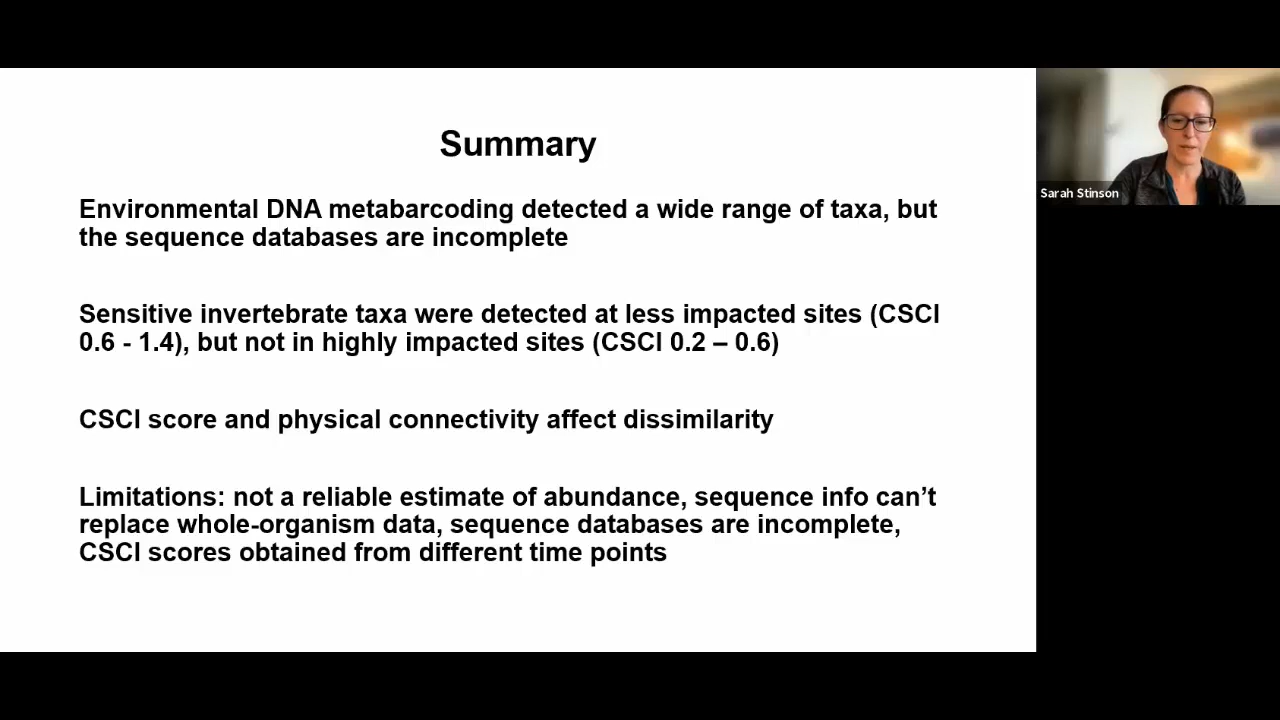 Summary
Environmental DNA metabarcoding detected a wide range of taxa, but
the sequence databases are incomplete
Sensitive invertebrate taxa were detected at less impacted sites (CSCI
0.6 - 1.4), but not in highly impacted sites (CSCI 0.2 – 0.6)
CSCI score and physical connectivity affect dissimilarity
Limitations: not a reliable estimate of abundance, sequence info can’t
replace whole-organism data, sequence databases are incomplete,
CSCI scores obtained from different time points
Sarah Stinson